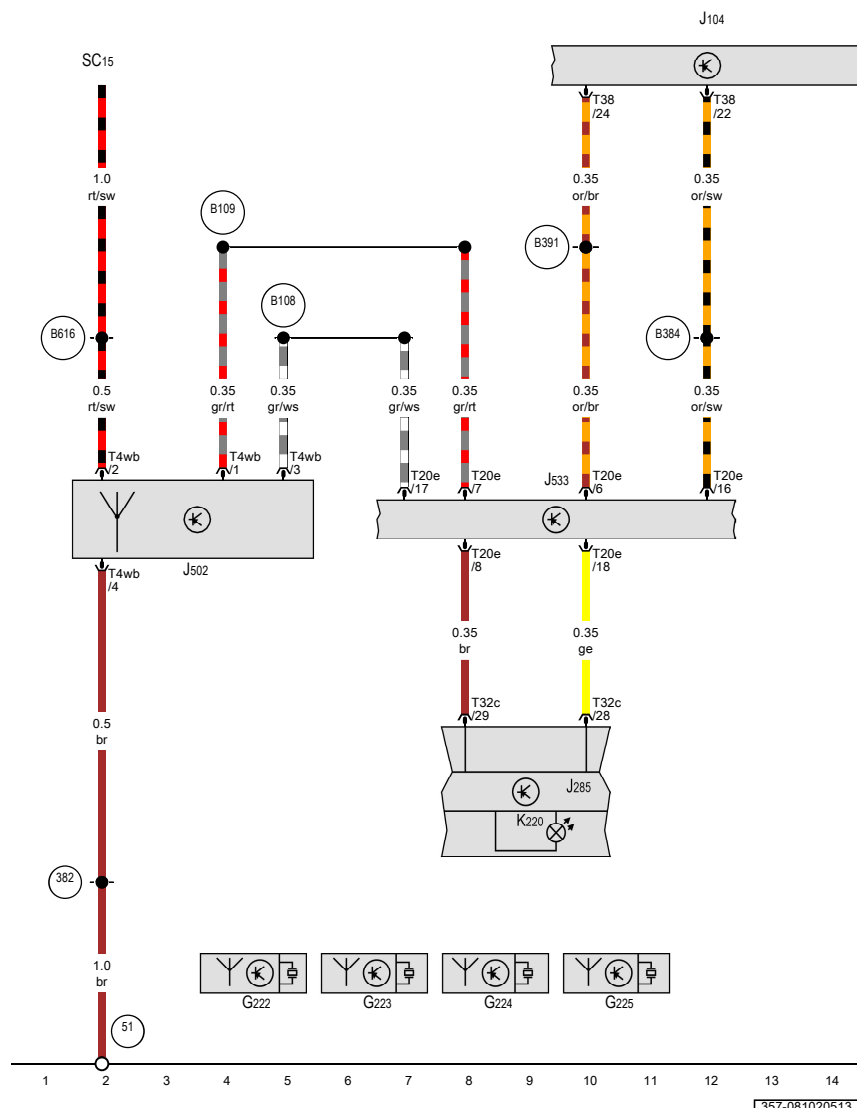 J104
SC15
T38
/24
T38
/22
1.0
rt/sw
0.35
or/br
0.35
or/sw
B109
B391
B108
B616
B384
0.5
rt/sw
0.35
gr/rt
0.35
gr/ws
0.35
gr/ws
0.35
gr/rt
0.35
or/br
0.35
or/sw
T4wb
/2
T4wb
/1
T4wb
/3
T20e
/17
T20e
/7
J533
T20e
/6
T20e
/16
T4wb
/4
J502
T20e
/8
T20e
/18
0.35
br
0.35
ge
T32c
/29
T32c
/28
0.5
br
J285
K220
382
1.0
br
G222
G223
G224
G225
51
1 2 3 4 5 6 7 8 9 10 11 12 13 14
357-081020513